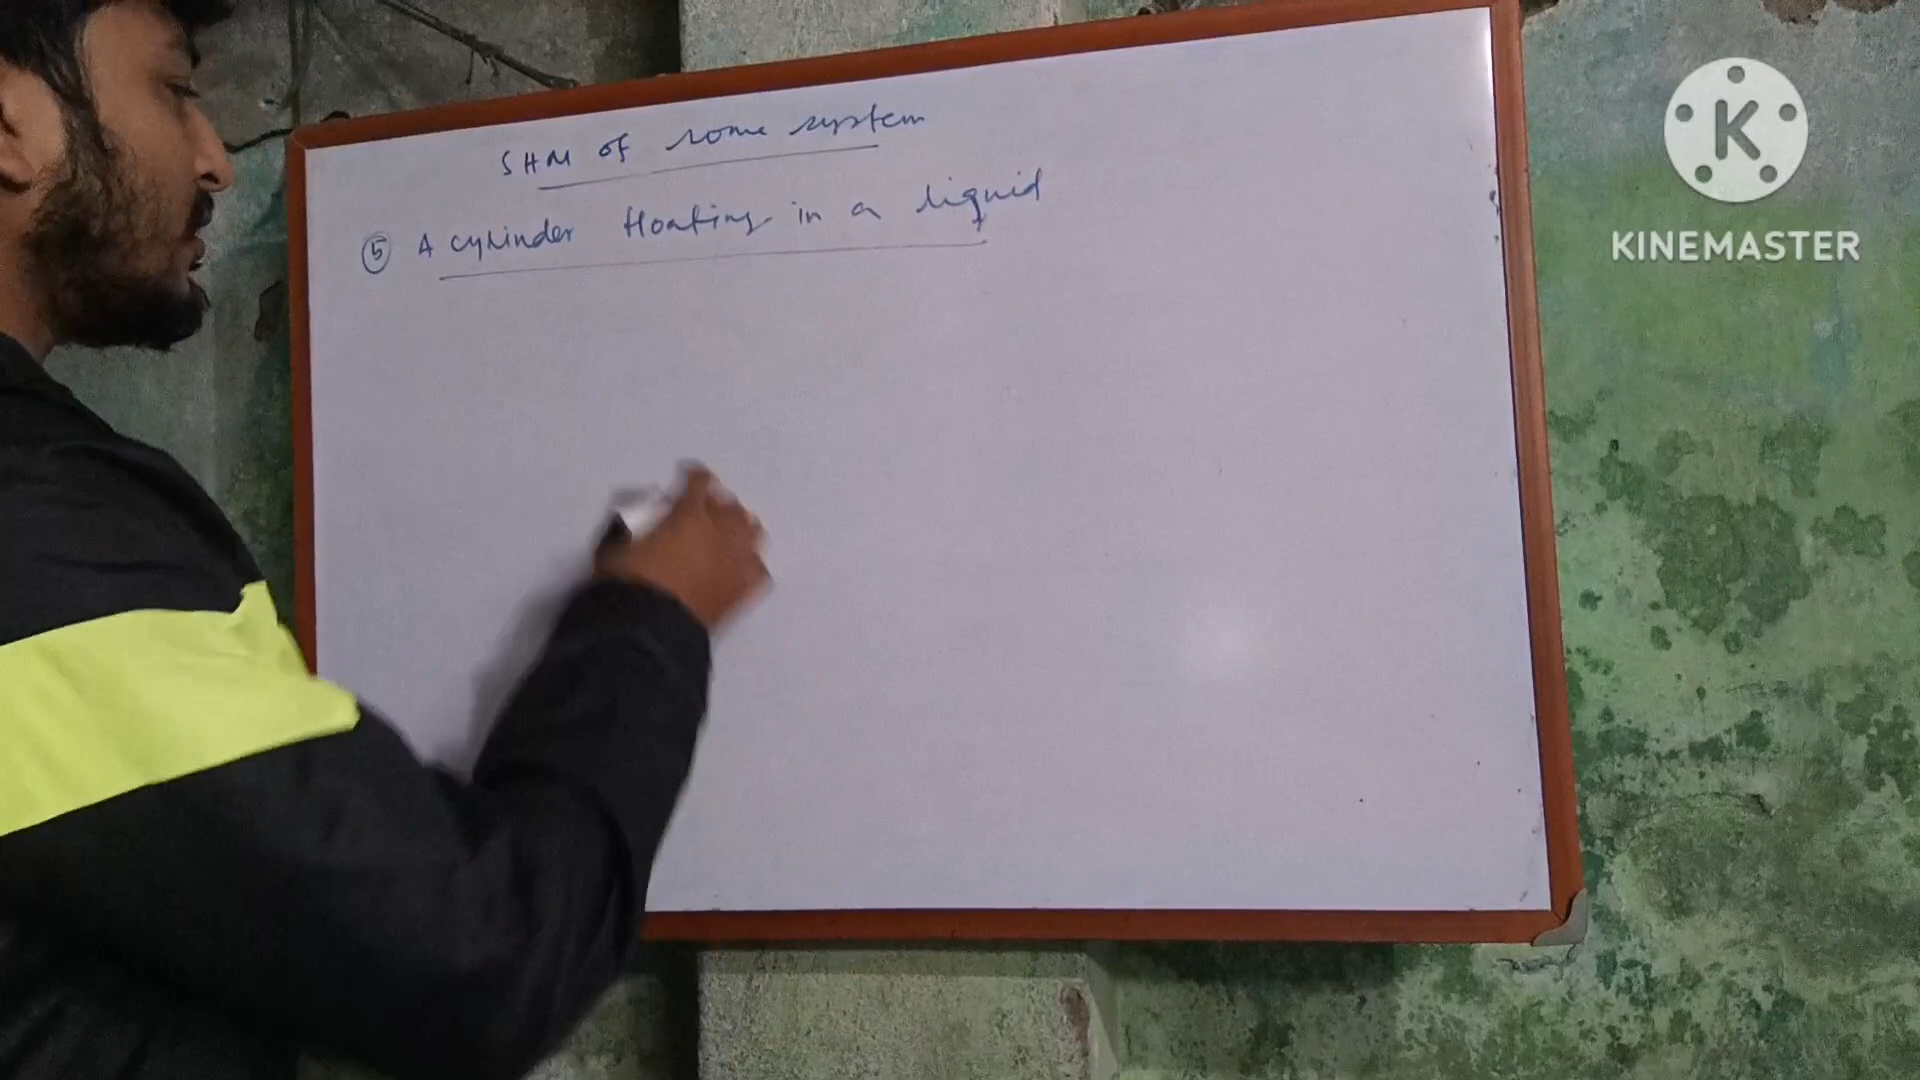 SHM of some system
⑤ A cylinder floating in a liquid
K
KINEMASTER